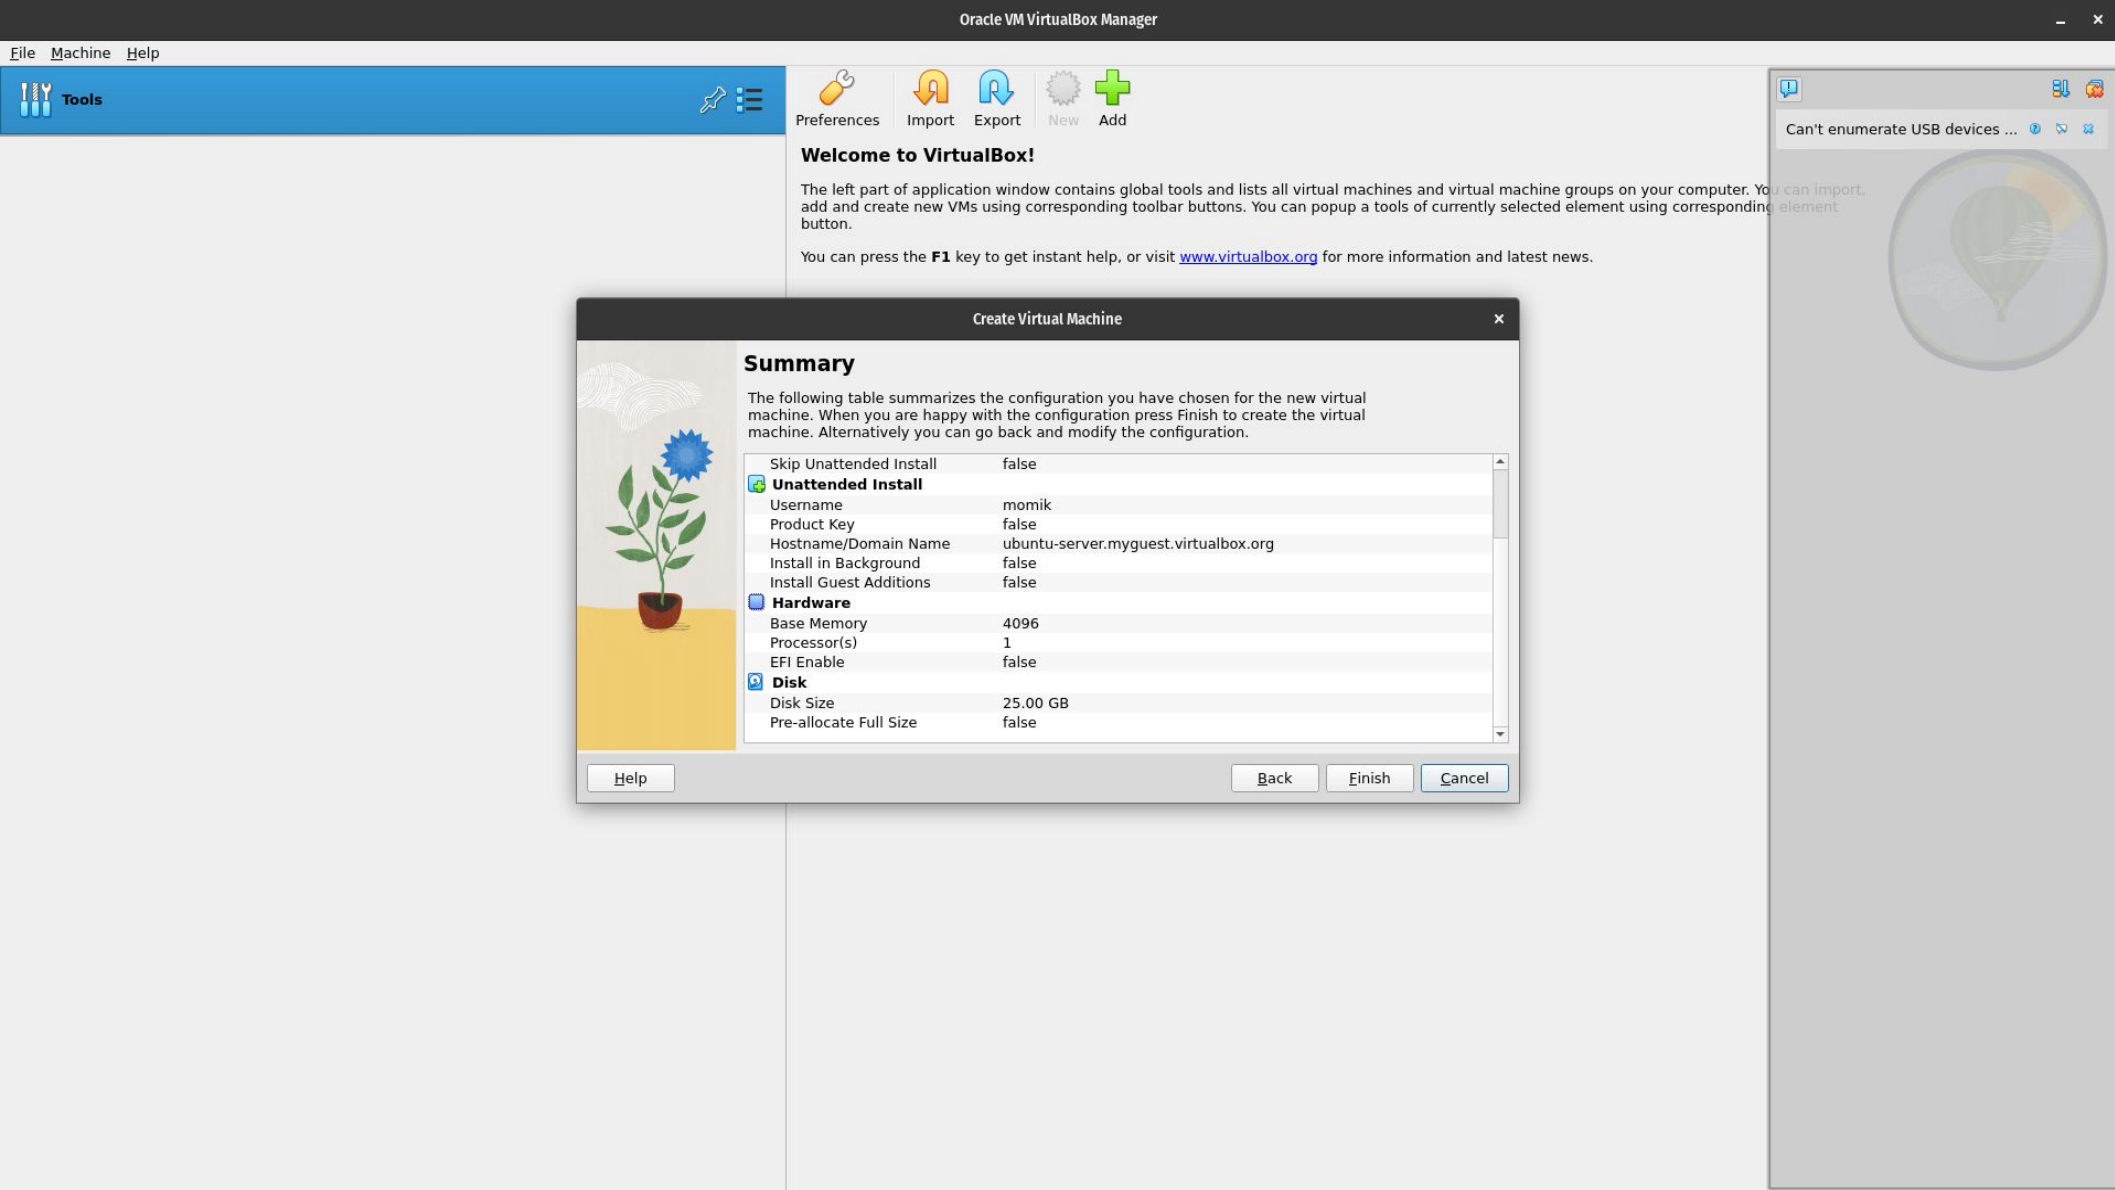 Oracle VM VirtualBox Manager
File Machine Help
Tools
Preferences Import Export New Add
Can't enumerate USB devices ...
Welcome to VirtualBox!
The left part of application window contains global tools and lists all virtual machines and virtual machine groups on your computer. You can import,
add and create new VMs using corresponding toolbar buttons. You can popup a tools of currently selected element using corresponding element
button.
You can press the F1 key to get instant help, or visit www.virtualbox.org for more information and latest news.
Create Virtual Machine
Summary
The following table summarizes the configuration you have chosen for the new virtual
machine. When you are happy with the configuration press Finish to create the virtual
machine. Alternatively you can go back and modify the configuration.
Skip Unattended Install false
Unattended Install
Username momik
Product Key false
Hostname/Domain Name ubuntu-server.myguest.virtualbox.org
Install in Background false
Install Guest Additions false
Hardware
Base Memory 4096
Processor(s) 1
EFI Enable false
Disk
Disk Size 25.00 GB
Pre-allocate Full Size false
Help Back Finish Cancel